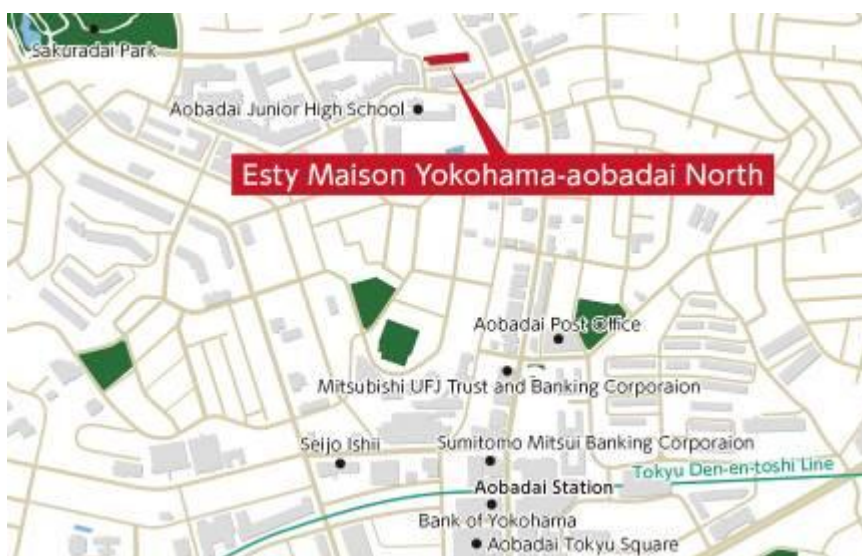 Sakuradai Park
Aobadai Junior High School
Esty Maison Yokohama-aobadai North
Aobadai Post Office
Mitsubishi UFJ Trust and Banking Corporaion
Seijo Ishii
Sumitomo Mitsui Banking Corporaion
Tokyu Den-en-toshi Line
Aobadai Station
Bank of Yokohama
Aobadai Tokyu Square